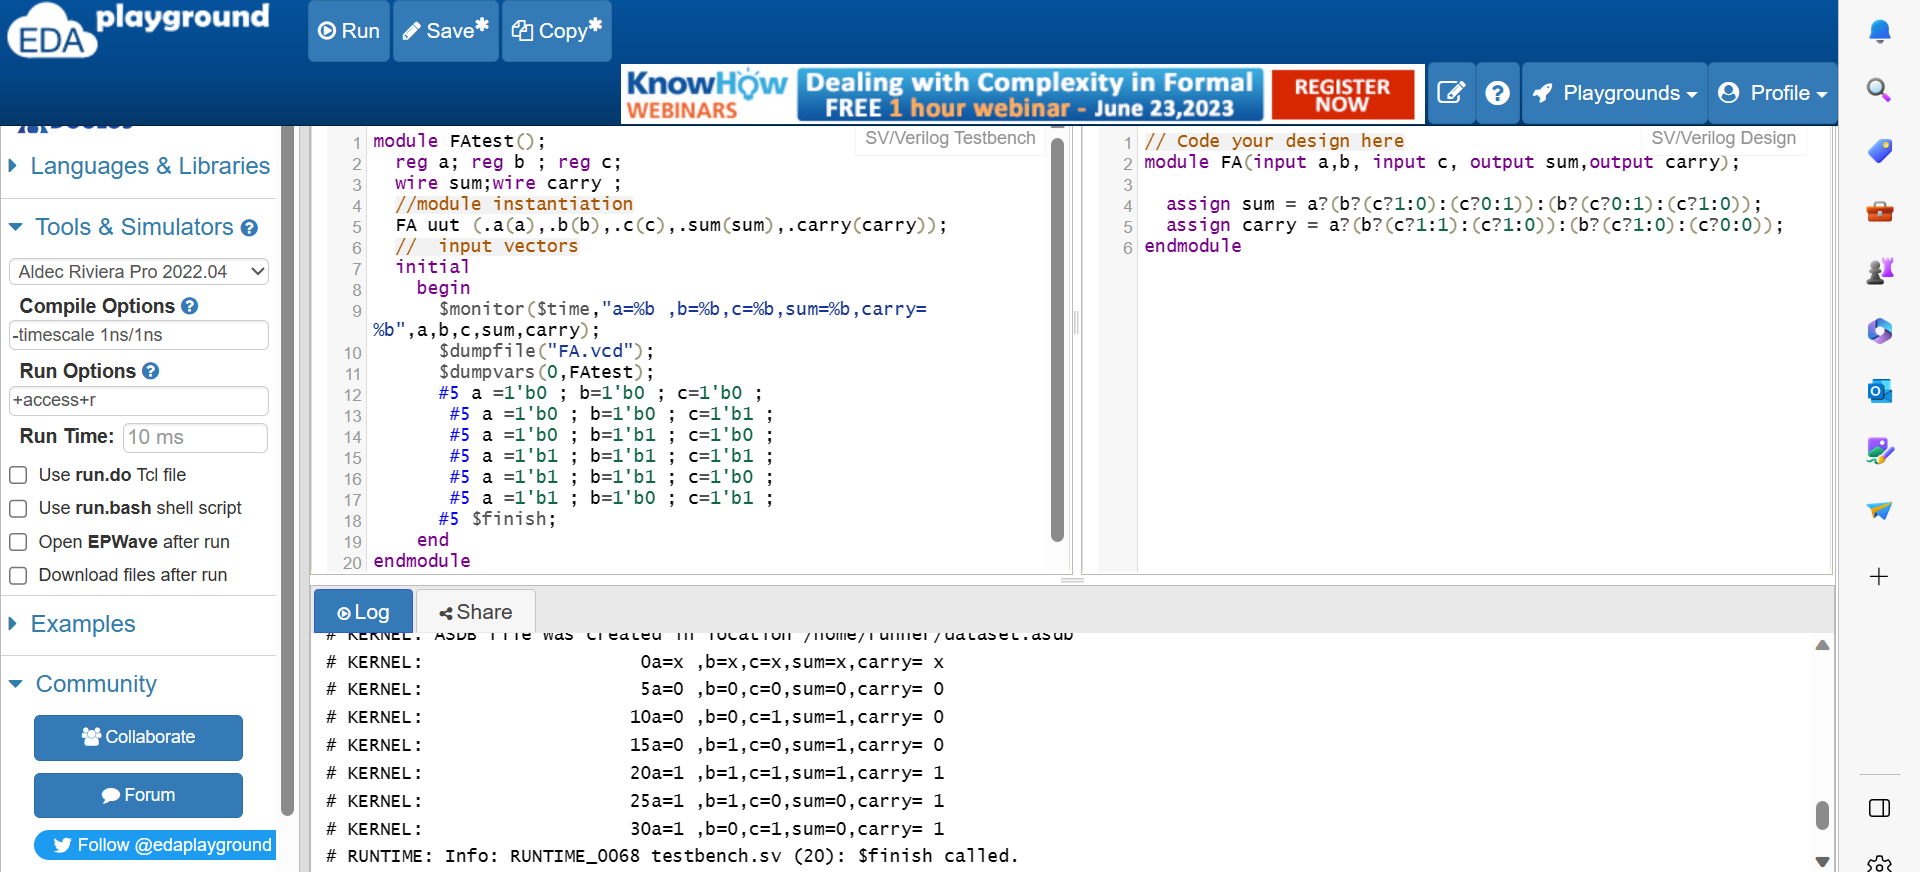 EDA playground
Run
Save*
Copy*
KnowHow WEBINARS
Dealing with Complexity in Formal
FREE 1 hour webinar - June 23,2023
REGISTER NOW
Playgrounds
Profile
Languages & Libraries
Tools & Simulators
Aldec Riviera Pro 2022.04
Compile Options
-timescale 1ns/1ns
Run Options
+access+r
Run Time: 10 ms
Use run.do Tcl file
Use run.bash shell script
Open EPWave after run
Download files after run
Examples
Community
Collaborate
Forum
Follow @edaplayground
SV/Verilog Testbench
1 module FAtest();
2 reg a; reg b ; reg c;
3 wire sum;wire carry ;
4 //module instantiation
5 FA uut (.a(a),.b(b),.c(c),.sum(sum),.carry(carry));
6 //  input vectors
7 initial
8 begin
9 $monitor($time,"a=%b ,b=%b,c=%b,sum=%b,carry=
%b",a,b,c,sum,carry);
10 $dumpfile("FA.vcd");
11 $dumpvars(0,FAtest);
12 #5 a =1'b0 ; b=1'b0 ; c=1'b0 ;
13 #5 a =1'b0 ; b=1'b0 ; c=1'b1 ;
14 #5 a =1'b0 ; b=1'b1 ; c=1'b0 ;
15 #5 a =1'b1 ; b=1'b1 ; c=1'b1 ;
16 #5 a =1'b1 ; b=1'b1 ; c=1'b0 ;
17 #5 a =1'b1 ; b=1'b0 ; c=1'b1 ;
18 #5 $finish;
19 end
20 endmodule
SV/Verilog Design
1 // Code your design here
2 module FA(input a,b, input c, output sum,output carry);
3
4 assign sum = a?(b?(c?1:0):(c?0:1)):(b?(c?0:1):(c?1:0));
5 assign carry = a?(b?(c?1:1):(c?1:0)):(b?(c?1:0):(c?0:0));
6 endmodule
Log
Share
# KERNEL: ASDB file was created in location /home/runner/dataset.asdb
# KERNEL: 0a=x ,b=x,c=x,sum=x,carry= x
# KERNEL: 5a=0 ,b=0,c=0,sum=0,carry= 0
# KERNEL: 10a=0 ,b=0,c=1,sum=1,carry= 0
# KERNEL: 15a=0 ,b=1,c=0,sum=1,carry= 0
# KERNEL: 20a=1 ,b=1,c=1,sum=1,carry= 1
# KERNEL: 25a=1 ,b=1,c=0,sum=0,carry= 1
# KERNEL: 30a=1 ,b=0,c=1,sum=0,carry= 1
# RUNTIME: Info: RUNTIME_0068 testbench.sv (20): $finish called.